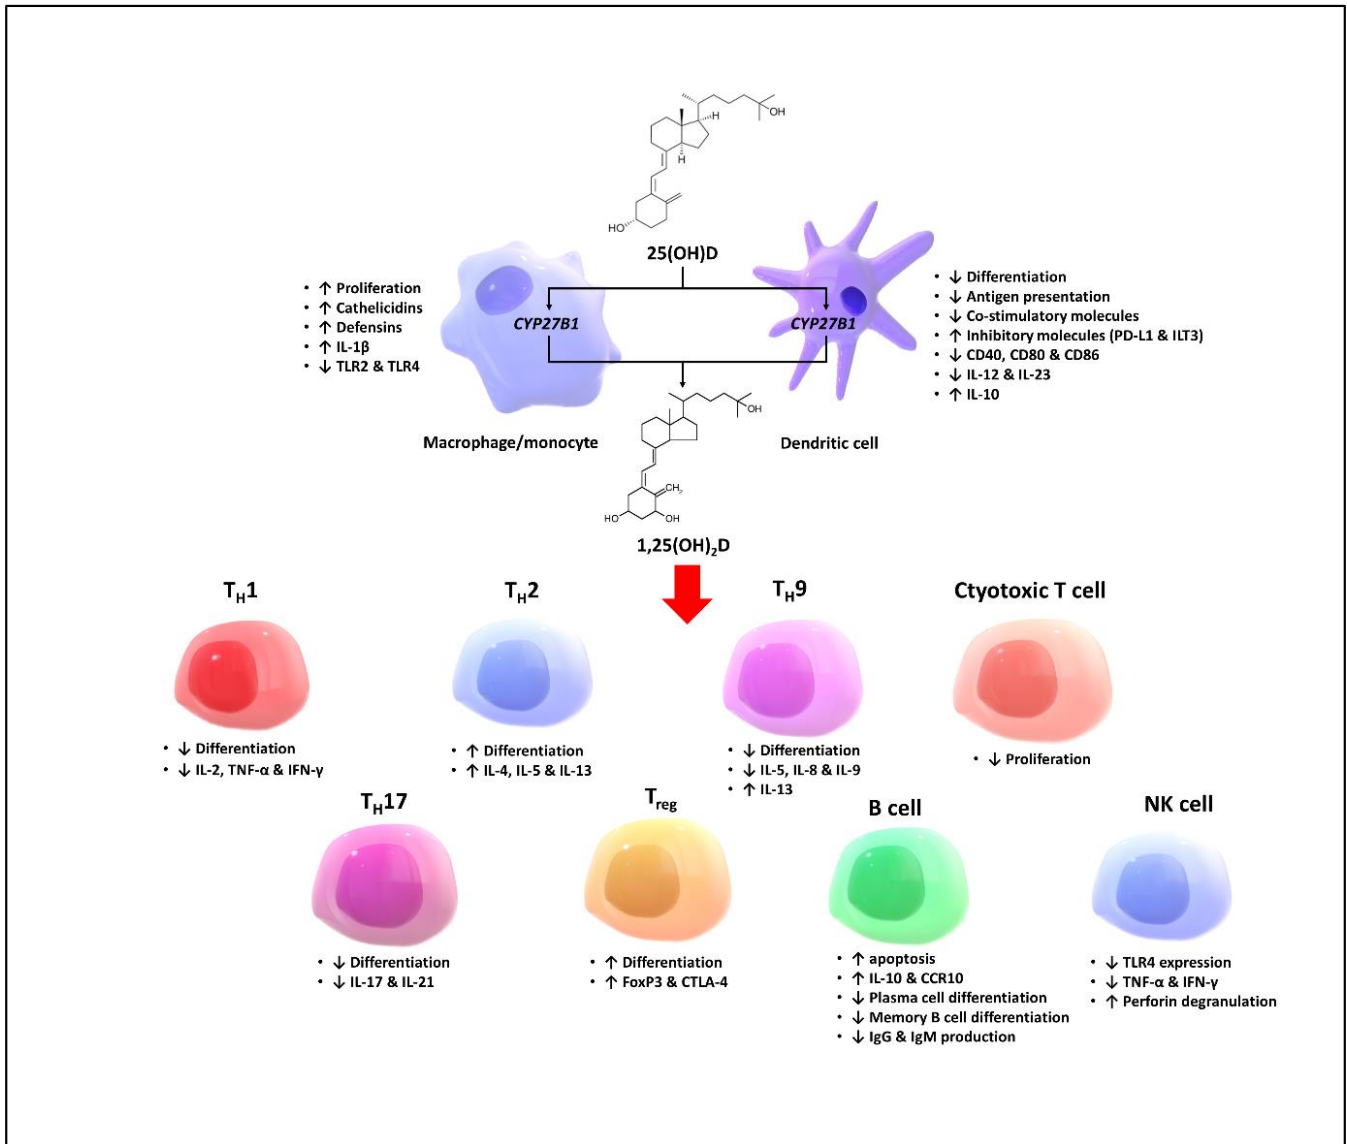 OH
H
H
HO
25(OH)D
• ↑ Proliferation
• ↑ Cathelicidins
• ↑ Defensins
• ↑ IL-1β
• ↓ TLR2 & TLR4
CYP27B1
CYP27B1
• ↓ Differentiation
• ↓ Antigen presentation
• ↓ Co-stimulatory molecules
• ↑ Inhibitory molecules (PD-L1 & ILT3)
• ↓ CD40, CD80 & CD86
• ↓ IL-12 & IL-23
• ↑ IL-10
Macrophage/monocyte
Dendritic cell
OH
CH₂
HO
OH
1,25(OH)₂D
T_H1
• ↓ Differentiation
• ↓ IL-2, TNF-α & IFN-γ
T_H2
• ↑ Differentiation
• ↑ IL-4, IL-5 & IL-13
T_H9
• ↓ Differentiation
• ↓ IL-5, IL-8 & IL-9
• ↑ IL-13
Ctyotoxic T cell
• ↓ Proliferation
T_H17
• ↓ Differentiation
• ↓ IL-17 & IL-21
T_reg
• ↑ Differentiation
• ↑ FoxP3 & CTLA-4
B cell
• ↑ apoptosis
• ↑ IL-10 & CCR10
• ↓ Plasma cell differentiation
• ↓ Memory B cell differentiation
• ↓ IgG & IgM production
NK cell
• ↓ TLR4 expression
• ↓ TNF-α & IFN-γ
• ↑ Perforin degranulation